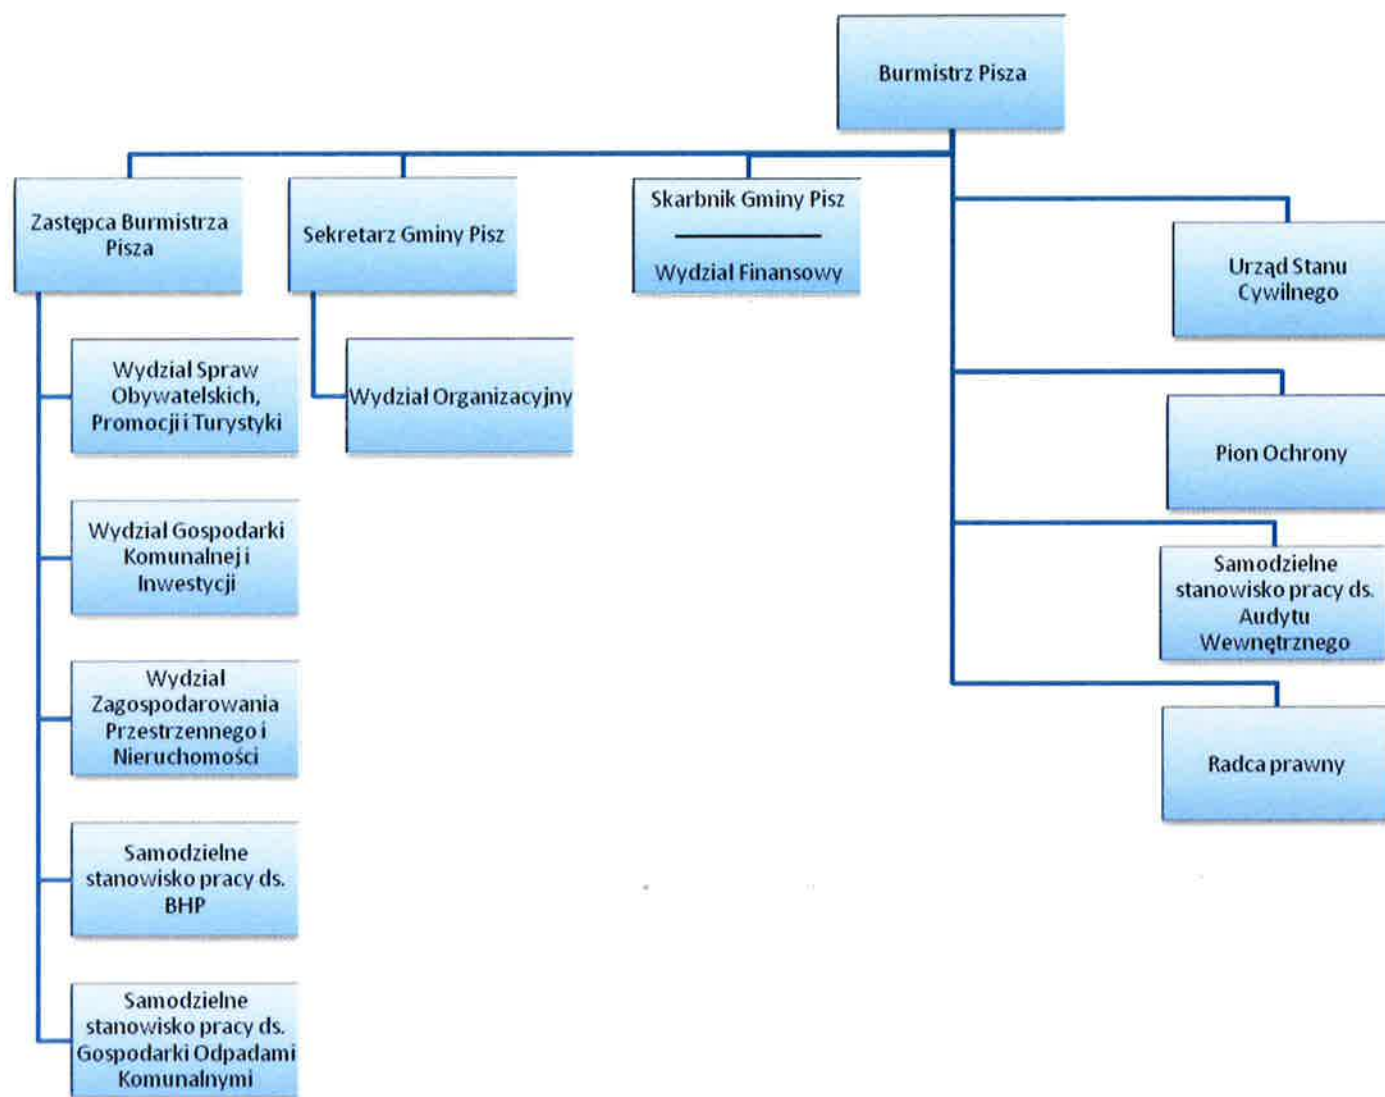 Burmistrz Pisza
Zastępca Burmistrza
Pisza
Sekretarz Gminy Pisz
Skarbnik Gminy Pisz
Wydział Finansowy
Urząd Stanu
Cywilnego
Wydział Spraw
Obywatelskich,
Promocji i Turystyki
Wydział Organizacyjny
Pion Ochrony
Wydział Gospodarki
Komunalnej i
Inwestycji
Samodzielne
stanowisko pracy ds.
Audytu
Wewnętrznego
Wydział
Zagospodarowania
Przestrzennego i
Nieruchomości
Radca prawny
Samodzielne
stanowisko pracy ds.
BHP
Samodzielne
stanowisko pracy ds.
Gospodarki Odpadami
Komunalnymi